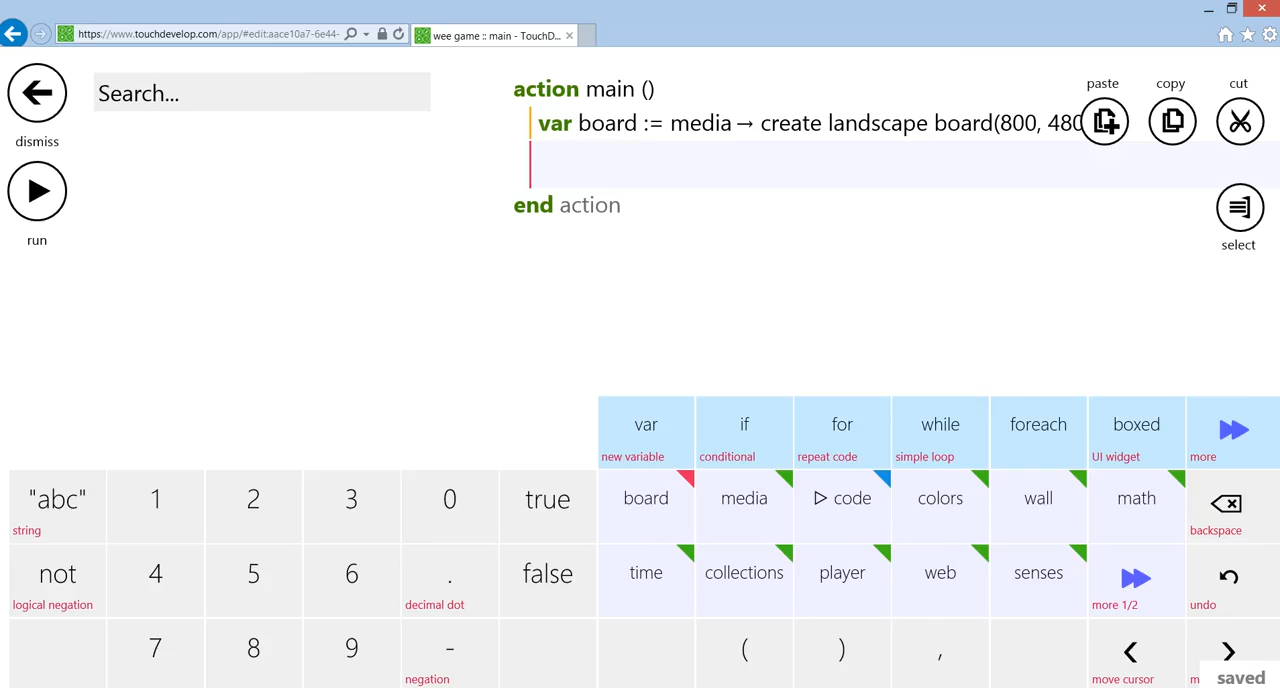 https://www.touchdevelop.com/app/#edit:aace10a7-6e44-
wee game :: main - TouchD...
Search...
dismiss
run
action main ()
var board := media → create landscape board(800, 480
end action
paste copy cut
select
var if for while foreach boxed
new variable conditional repeat code simple loop UI widget more
"abc" 1 2 3 0 true board media ▷ code colors wall math
string backspace
not 4 5 6 . false time collections player web senses
logical negation decimal dot more 1/2 undo
7 8 9 - ( ) ,
negation move cursor m
saved